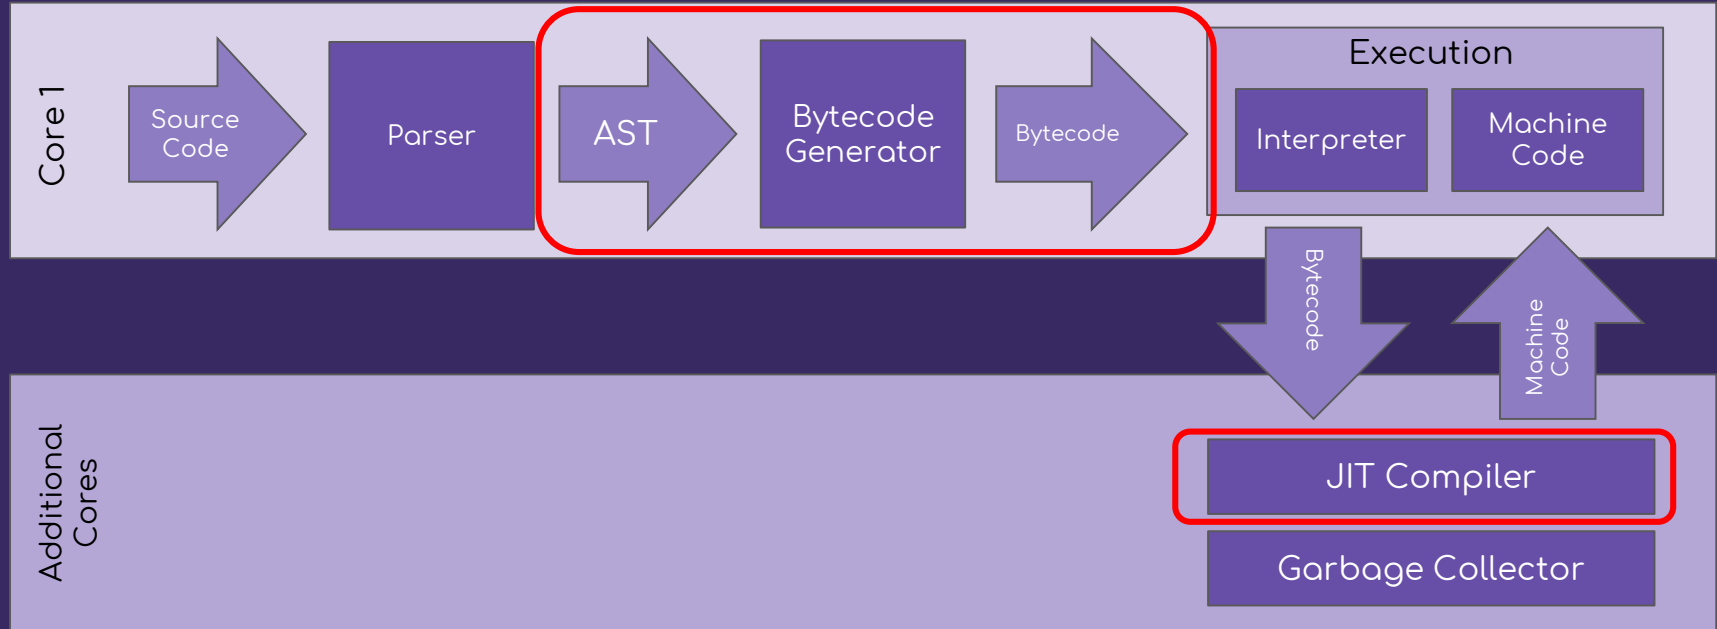 Core 1
Source
Code
Parser
AST
Bytecode
Generator
Bytecode
Execution
Interpreter
Machine
Code
Bytecode
Machine
Code
Additional
Cores
JIT Compiler
Garbage Collector